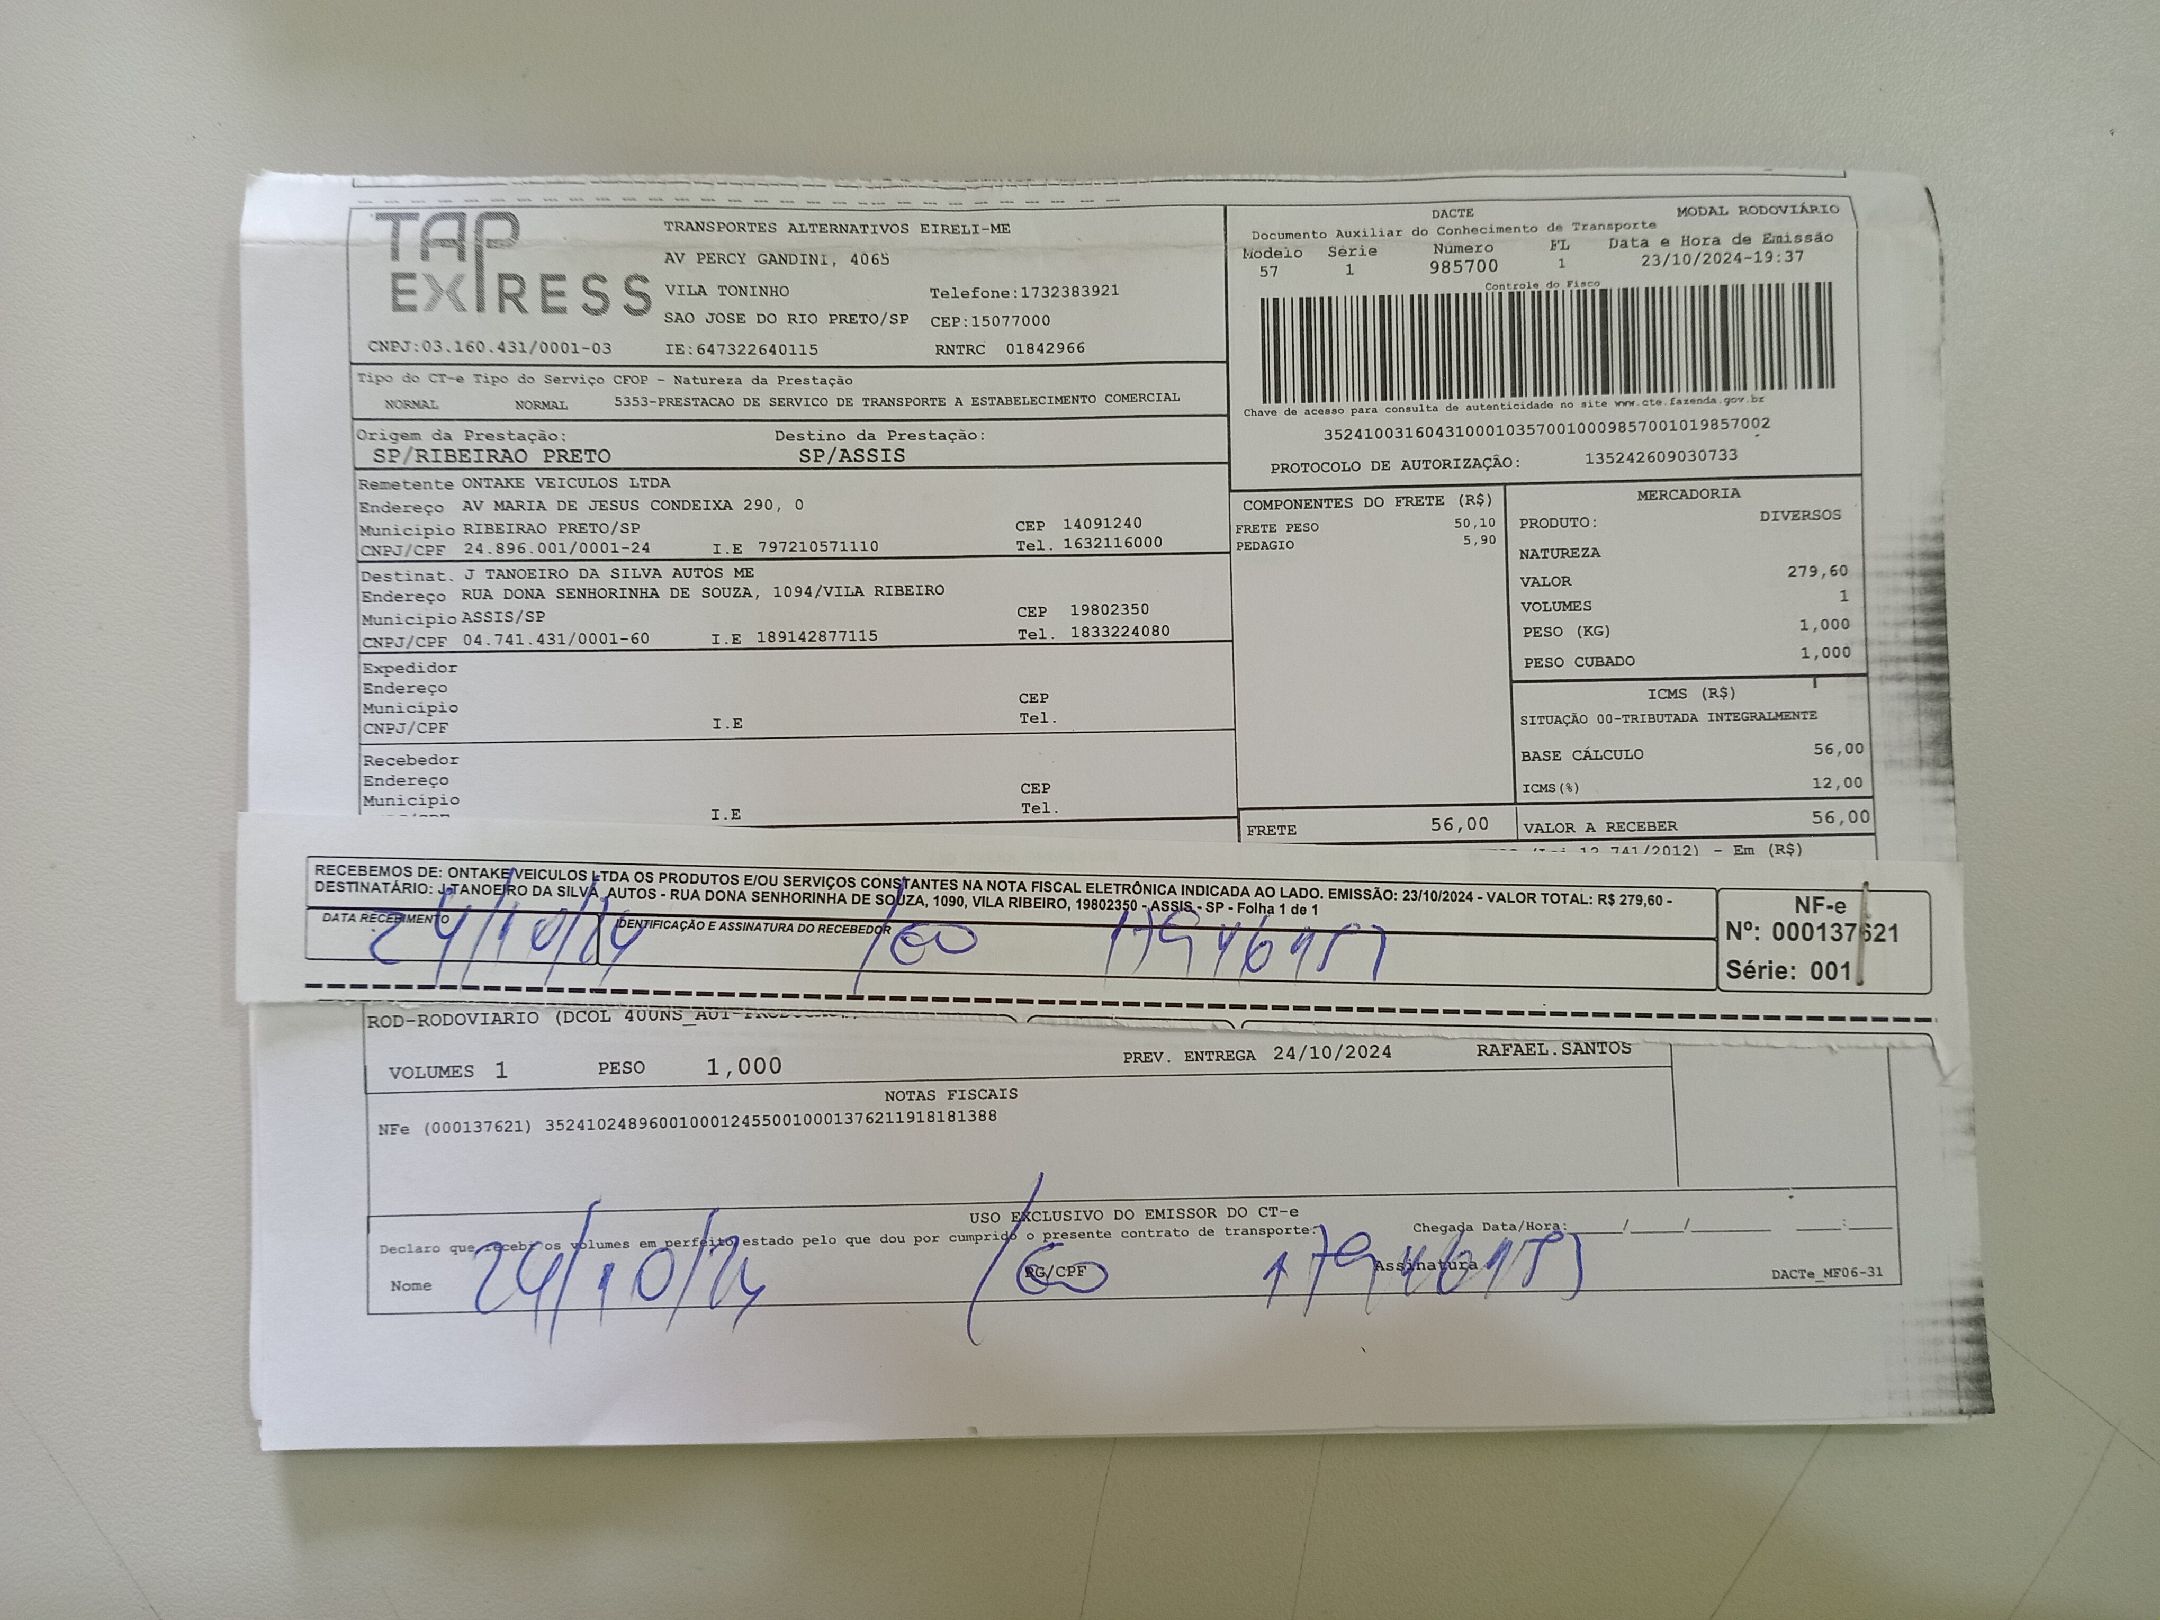 TAP EXPRESS
TRANSPORTES ALTERNATIVOS EIRELI-ME
AV PERCY GANDINI, 4065
VILA TONINHO Telefone:1732383921
SAO JOSE DO RIO PRETO/SP CEP:15077000
CNPJ:03.160.431/0001-03 IE:647322640115 RNTRC 01842966
DACTE MODAL RODOVIÁRIO
Documento Auxiliar do Conhecimento de Transporte
Modelo Serie Número FL Data e Hora de Emissão
57 1 985700 1 23/10/2024-19:37
Controle do Fisco
Chave de acesso para consulta de autenticidade no site www.cte.fazenda.gov.br
35241003160431000103570010009857001019857002
PROTOCOLO DE AUTORIZAÇÃO: 135242609030733
Tipo do CT-e Tipo do Serviço CFOP - Natureza da Prestação
NORMAL NORMAL 5353-PRESTACAO DE SERVICO DE TRANSPORTE A ESTABELECIMENTO COMERCIAL
Origem da Prestação: Destino da Prestação:
SP/RIBEIRAO PRETO SP/ASSIS
Remetente ONTAKE VEICULOS LTDA
Endereço AV MARIA DE JESUS CONDEIXA 290, 0
Município RIBEIRAO PRETO/SP CEP 14091240
CNPJ/CPF 24.896.001/0001-24 I.E 797210571110 Tel. 1632116000
Destinat. J TANOEIRO DA SILVA AUTOS ME
Endereço RUA DONA SENHORINHA DE SOUZA, 1094/VILA RIBEIRO
Município ASSIS/SP CEP 19802350
CNPJ/CPF 04.741.431/0001-60 I.E 189142877115 Tel. 1833224080
Expedidor
Endereço CEP
Município Tel.
CNPJ/CPF I.E
Recebedor
Endereço CEP
Município Tel.
I.E
COMPONENTES DO FRETE (R$)
FRETE PESO 50,10
PEDAGIO 5,90
MERCADORIA
PRODUTO: DIVERSOS
NATUREZA
VALOR 279,60
VOLUMES 1
PESO (KG) 1,000
PESO CUBADO 1,000
ICMS (R$)
SITUAÇÃO 00-TRIBUTADA INTEGRALMENTE
BASE CÁLCULO 56,00
ICMS(%) 12,00
FRETE 56,00 VALOR A RECEBER 56,00
(Lei 12.741/2012) - Em (R$)
RECEBEMOS DE: ONTAKE VEICULOS LTDA OS PRODUTOS E/OU SERVIÇOS CONSTANTES NA NOTA FISCAL ELETRÔNICA INDICADA AO LADO. EMISSÃO: 23/10/2024 - VALOR TOTAL: R$ 279,60 -
DESTINATÁRIO: J TANOEIRO DA SILVA AUTOS - RUA DONA SENHORINHA DE SOUZA, 1090, VILA RIBEIRO, 19802350 - ASSIS - SP - Folha 1 de 1
DATA RECEBIMENTO IDENTIFICAÇÃO E ASSINATURA DO RECEBEDOR
24/10/24
NF-e
Nº: 000137621
Série: 001
ROD-RODOVIARIO (DCOL
VOLUMES 1 PESO 1,000 PREV. ENTREGA 24/10/2024 RAFAEL.SANTOS
NOTAS FISCAIS
NFe (000137621) 35241024896001000124550010001376211918181388
USO EXCLUSIVO DO EMISSOR DO CT-e
Declaro que recebi os volumes em perfeito estado pelo que dou por cumprido o presente contrato de transporte. Chegada Data/Hora: __/__/____ __:__
Nome 24/10/24 RG/CPF Assinatura DACTe_MF06-31